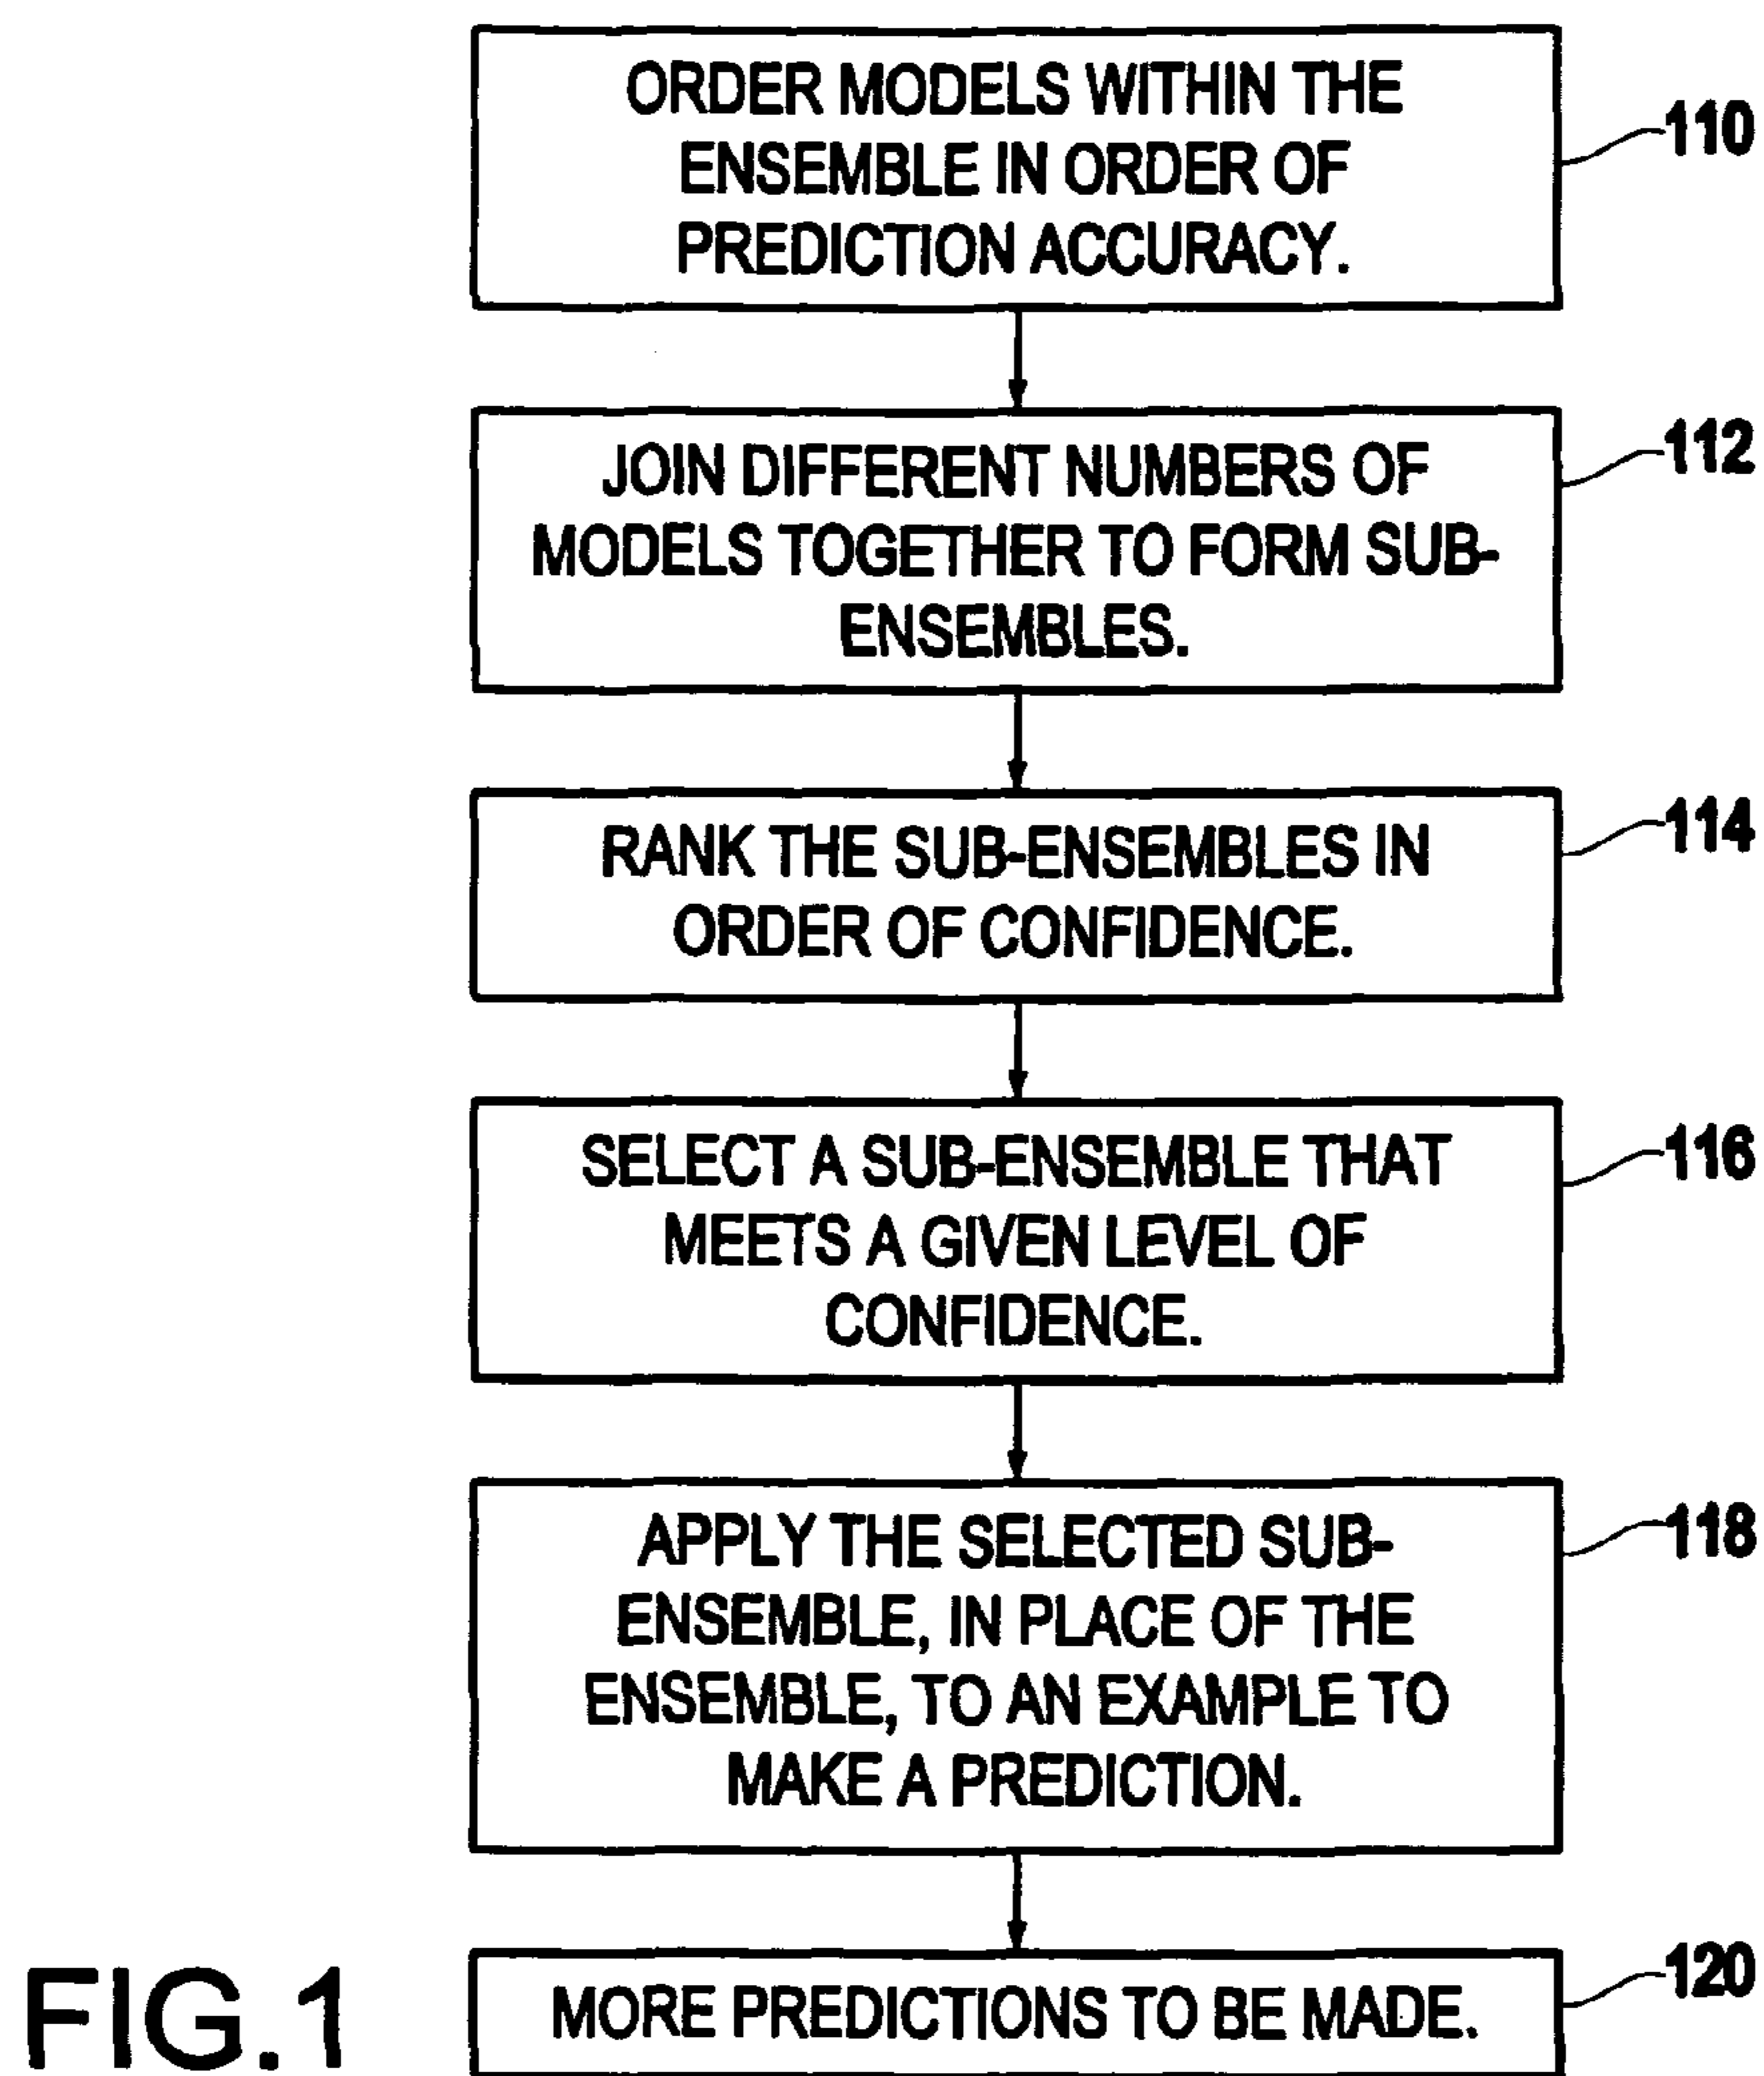 ORDER MODELS WITHIN THE
ENSEMBLE IN ORDER OF
PREDICTION ACCURACY.
110
JOIN DIFFERENT NUMBERS OF
MODELS TOGETHER TO FORM SUB-
ENSEMBLES.
112
RANK THE SUB-ENSEMBLES IN
ORDER OF CONFIDENCE.
114
SELECT A SUB-ENSEMBLE THAT
MEETS A GIVEN LEVEL OF
CONFIDENCE.
116
APPLY THE SELECTED SUB-
ENSEMBLE, IN PLACE OF THE
ENSEMBLE, TO AN EXAMPLE TO
MAKE A PREDICTION.
118
MORE PREDICTIONS TO BE MADE.
120
FIG.1